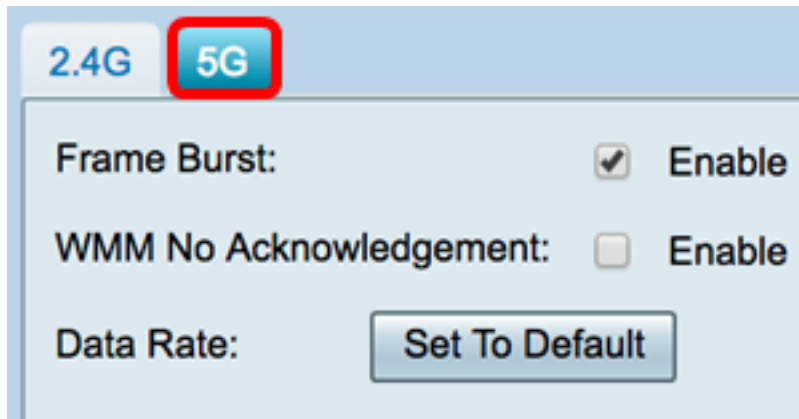 2.4G 5G
Frame Burst: Enable
WMM No Acknowledgement: Enable
Data Rate: Set To Default